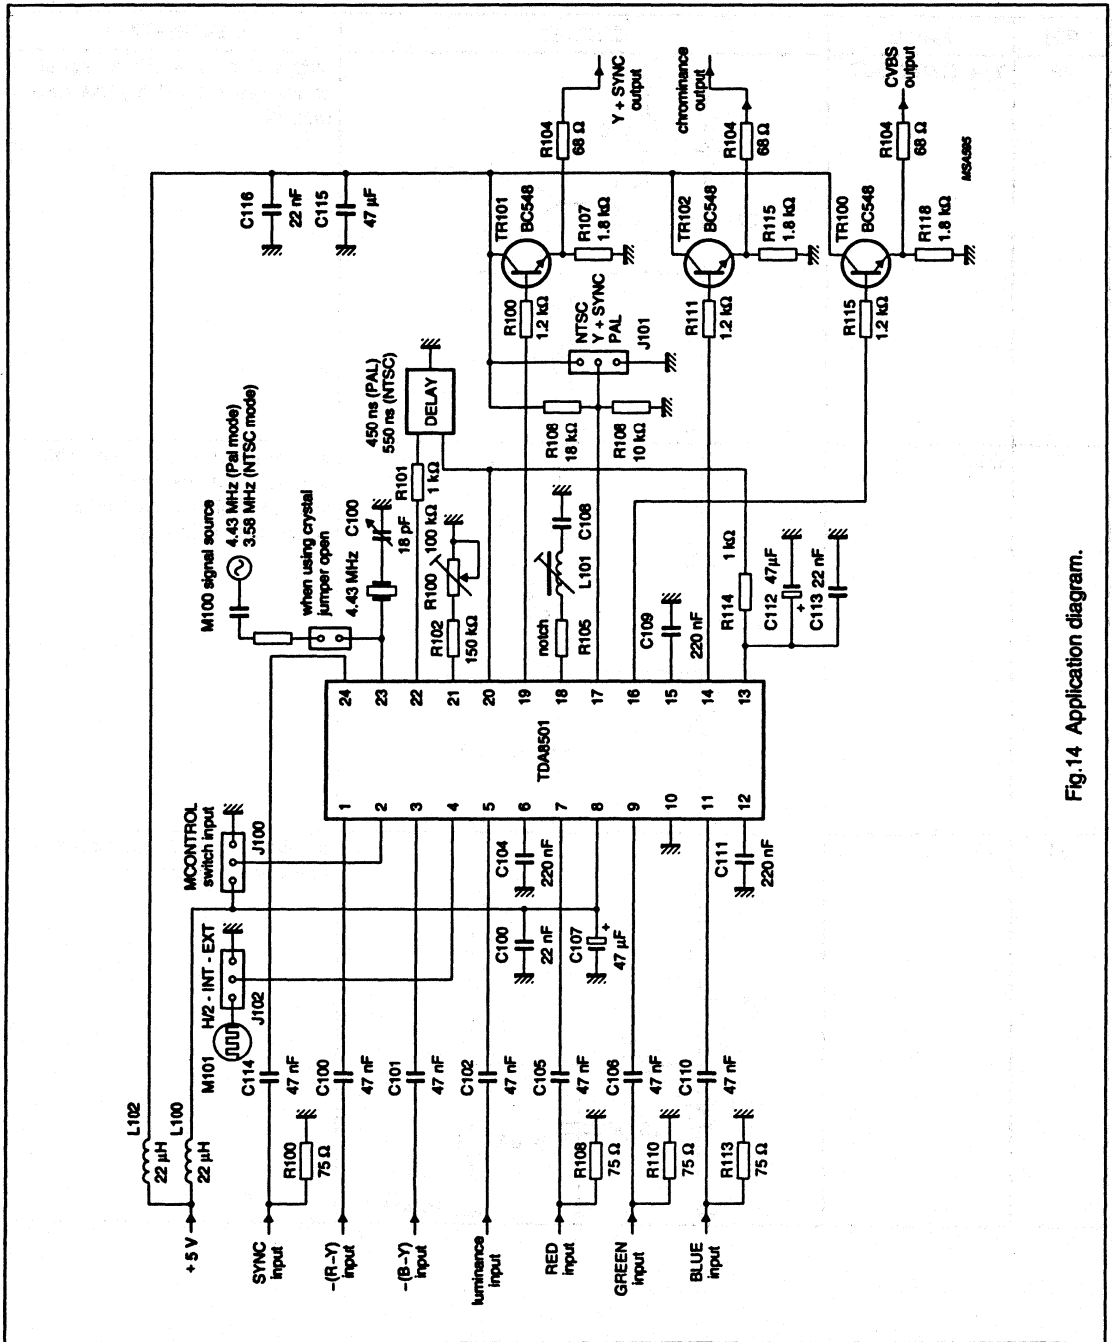 + 5 V
L102
22 µH
L100
22 µH
SYNC
input
–(R–Y)
input
–(B–Y)
input
luminance
input
RED
input
GREEN
input
BLUE
input
R100
75 Ω
R108
75 Ω
R110
75 Ω
R113
75 Ω
M101
H/2 - INT - EXT
J102
C114
47 nF
C100
47 nF
C101
47 nF
C102
47 nF
C105
47 nF
C106
47 nF
C110
47 nF
MCONTROL
switch input
J100
C100
22 nF
C107
47 µF
+
C104
220 nF
C111
220 nF
1
2
3
4
5
6
7
8
9
10
11
12
TDA8501
24
23
22
21
20
19
18
17
16
15
14
13
M100 signal source
4.43 MHz (Pal mode)
3.58 MHz (NTSC mode)
when using crystal
jumper open
4.43 MHz
C100
18 pF
R101
1 kΩ
450 ns (PAL)
550 ns (NTSC)
DELAY
R102
150 kΩ
R100
100 kΩ
notch
R105
L101
C108
C109
220 nF
R114
1 kΩ
C112
47µF
+
C113
22 nF
R108
18 kΩ
R108
10 kΩ
NTSC
Y + SYNC
PAL
J101
C116
22 nF
C115
47 µF
R100
1.2 kΩ
TR101
BC548
R107
1.8 kΩ
R104
68 Ω
Y + SYNC
output
R111
1.2 kΩ
TR102
BC548
R115
1.8 kΩ
R104
68 Ω
chrominance
output
R115
1.2 kΩ
TR100
BC548
R118
1.8 kΩ
R104
68 Ω
CVBS
output
MSA595
Fig.14 Application diagram.